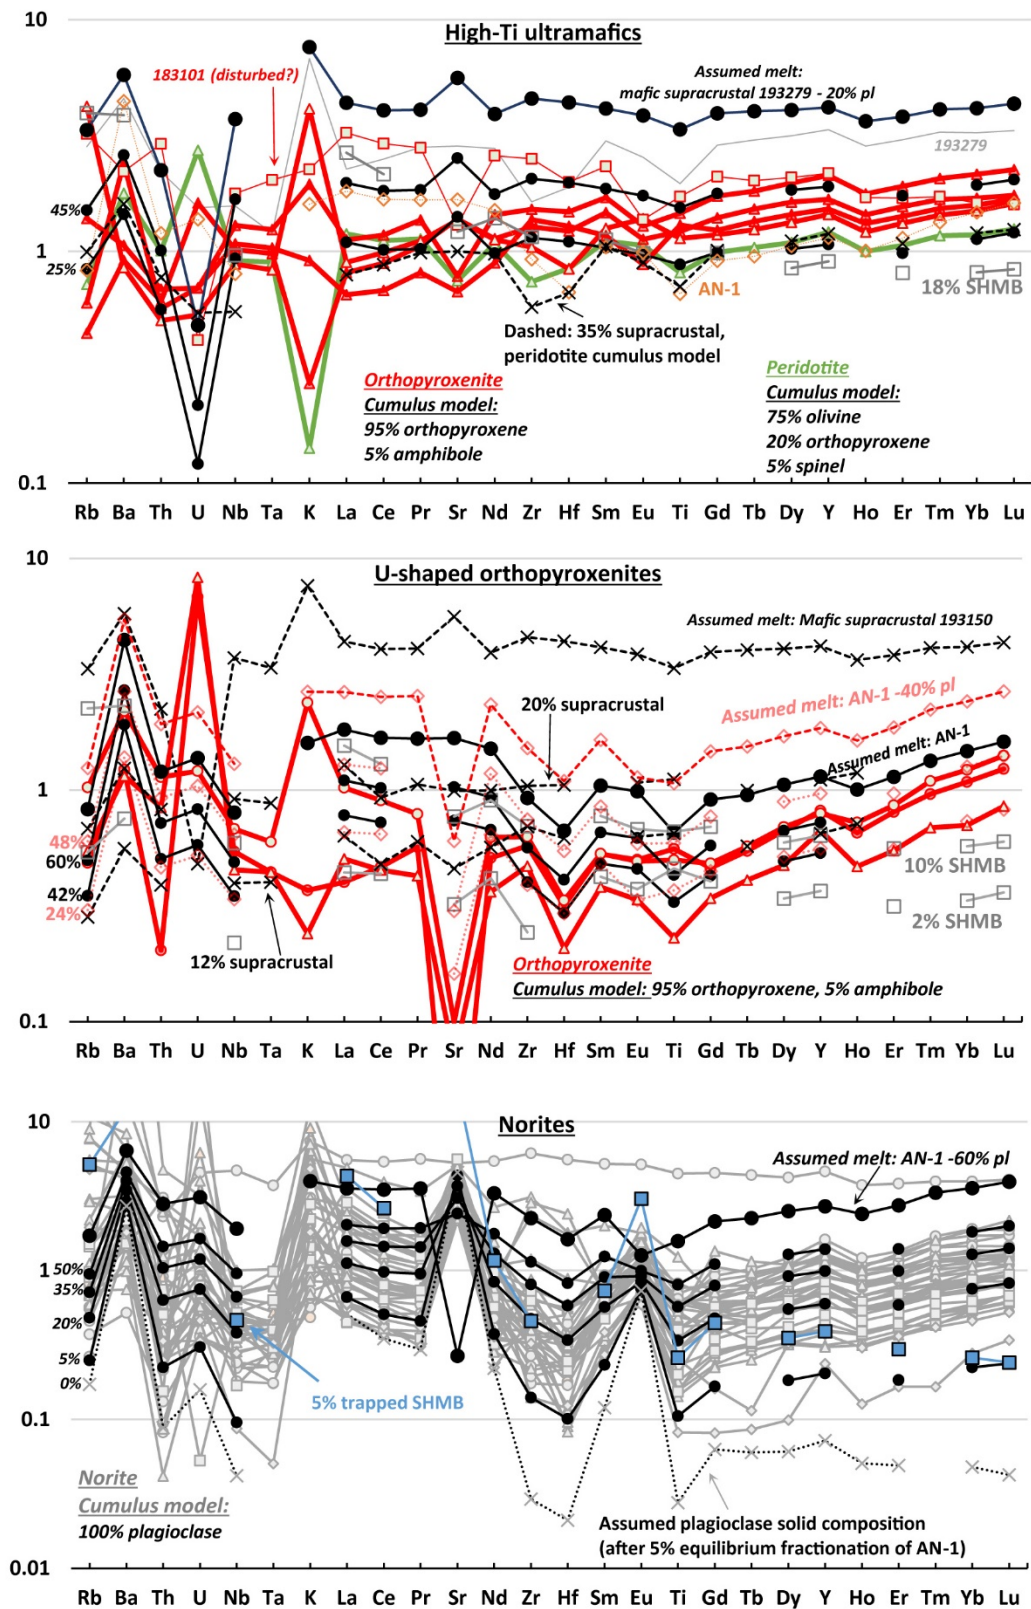 High-Ti ultramafics
10
1
0.1
183101 (disturbed?)
Assumed melt:
mafic supracrustal 193279 - 20% pl
193279
45%
25%
AN-1
18% SHMB
Dashed: 35% supracrustal,
peridotite cumulus model
Orthopyroxenite
Cumulus model:
95% orthopyroxene
5% amphibole
Peridotite
Cumulus model:
75% olivine
20% orthopyroxene
5% spinel
Rb Ba Th U Nb Ta K La Ce Pr Sr Nd Zr Hf Sm Eu Ti Gd Tb Dy Y Ho Er Tm Yb Lu
U-shaped orthopyroxenites
10
1
0.1
Assumed melt: Mafic supracrustal 193150
Assumed melt: AN-1 -40% pl
20% supracrustal
Assumed melt: AN-1
48%
60%
42%
24%
12% supracrustal
10% SHMB
2% SHMB
Orthopyroxenite
Cumulus model: 95% orthopyroxene, 5% amphibole
Rb Ba Th U Nb Ta K La Ce Pr Sr Nd Zr Hf Sm Eu Ti Gd Tb Dy Y Ho Er Tm Yb Lu
Norites
10
1
0.1
0.01
Assumed melt: AN-1 -60% pl
50%
35%
20%
5%
0%
5% trapped SHMB
Norite
Cumulus model:
100% plagioclase
Assumed plagioclase solid composition
(after 5% equilibrium fractionation of AN-1)
Rb Ba Th U Nb Ta K La Ce Pr Sr Nd Zr Hf Sm Eu Ti Gd Tb Dy Y Ho Er Tm Yb Lu